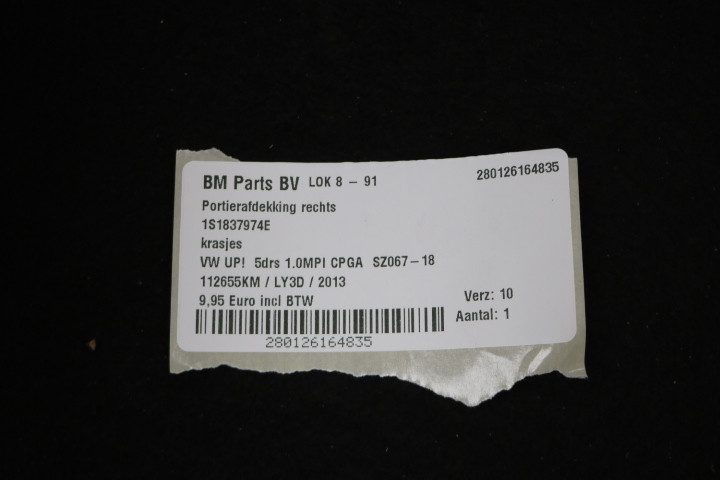 BM Parts BV LOK 8 - 91
280126164835
Portierafdekking rechts
1S1837974E
krasjes
VW UP! 5drs 1.0MPI CPGA SZ067-18
112655KM / LY3D / 2013
9,95 Euro incl BTW
Verz: 10
Aantal: 1
280126164835